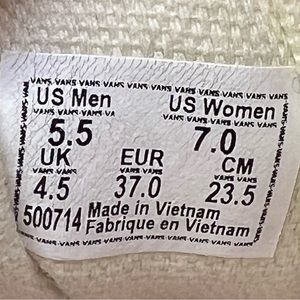 VANS VANS VANS VANS VANS VANS VANS
US Men US Women
5.5 7.0
UK EUR CM
4.5 37.0 23.5
500714 Made in Vietnam
Fabrique en Vietnam